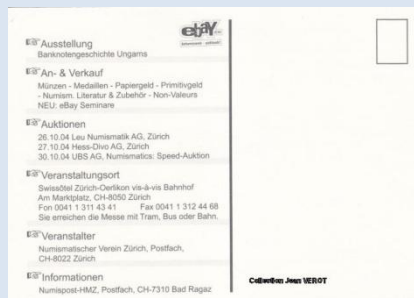 ebay
Ausstellung
Banknotengeschichte Ungarns
An- & Verkauf
Münzen - Medaillen - Papiergeld - Primitivgeld
- Numism. Literatur & Zubehör - Non-Valeurs
NEU: eBay Seminare
Auktionen
26.10.04 Leu Numismatik AG, Zürich
27.10.04 Hess-Divo AG, Zürich
30.10.04 UBS AG, Numismatics: Speed-Auktion
Veranstaltungsort
Swissôtel Zürich-Oerlikon vis-à-vis Bahnhof
Am Marktplatz, CH-8050 Zürich
Fon 0041 1 311 43 41 Fax 0041 1 312 44 68
Sie erreichen die Messe mit Tram, Bus oder Bahn.
Veranstalter
Numismatischer Verein Zürich, Postfach,
CH-8022 Zürich
Informationen
Numispost-HMZ, Postfach, CH-7310 Bad Ragaz
Collection Jean VEROT